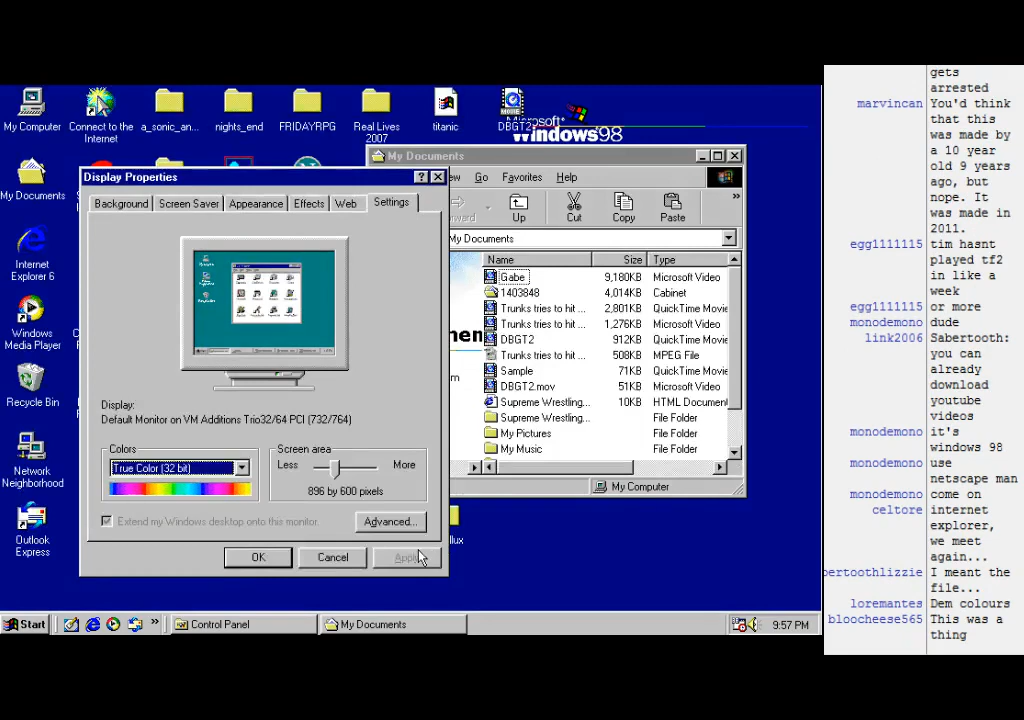 My Computer
Connect to the
Internet
a_sonic_an...
nights_end
FRIDAYRPG
Real Lives
2007
titanic
DBGT2
Microsoft
Windows98
My Documents
Internet
Explorer 6
Windows
Media Player
Recycle Bin
Network
Neighborhood
Outlook
Express
Display Properties
Background
Screen Saver
Appearance
Effects
Web
Settings
Display:
Default Monitor on VM Additions Trio32/64 PCI (732/764)
Colors
True Color (32 bit)
Screen area
Less
More
896 by 600 pixels
Extend my Windows desktop onto this monitor.
Advanced...
OK
Cancel
Apply
My Documents
ew Go Favorites Help
rward
Up
Cut
Copy
Paste
»
My Documents
Name Size Type
Gabe 9,180KB Microsoft Video
1403848 4,014KB Cabinet
Trunks tries to hit ... 2,801KB QuickTime Movie
Trunks tries to hit ... 1,276KB Microsoft Video
DBGT2 912KB QuickTime Movie
Trunks tries to hit ... 508KB MPEG File
Sample 71KB QuickTime Movie
DBGT2.mov 51KB Microsoft Video
Supreme Wrestling... 10KB HTML Document
Supreme Wrestling... File Folder
My Pictures File Folder
My Music File Folder
My Computer
llux
Start
»
Control Panel
My Documents
9:57 PM
gets
arrested
marvincan You'd think
that this
was made by
a 10 year
old 9 years
ago, but
nope. It
was made in
2011.
egg1111115 tim hasnt
played tf2
in like a
week
egg1111115 or more
monodemono dude
link2006 Sabertooth:
you can
already
download
youtube
videos
monodemono it's
windows 98
monodemono use
netscape man
monodemono come on
celtore internet
explorer,
we meet
again...
bertoothlizzie I meant the
file...
loremantes Dem colours
bloocheese565 This was a
thing